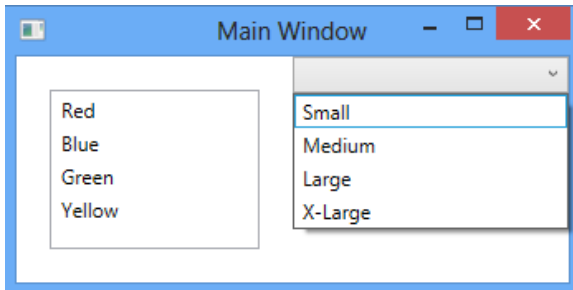 Main Window
Red
Blue
Green
Yellow
Small
Medium
Large
X-Large